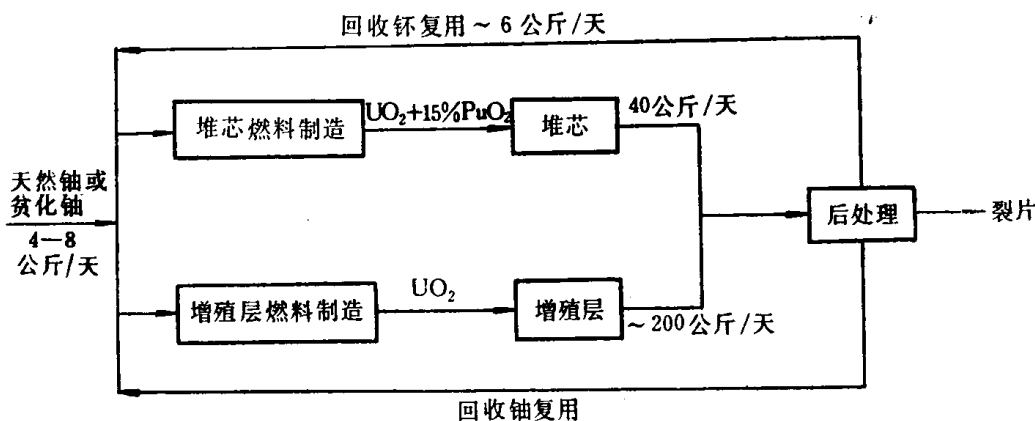 回收钚复用～6公斤/天
堆芯燃料制造
UO₂+15%PuO₂
堆芯
40公斤/天
天然铀或
贫化铀
4—8
公斤/天
后处理
裂片
增殖层燃料制造
UO₂
增殖层
～200公斤/天
回收铀复用